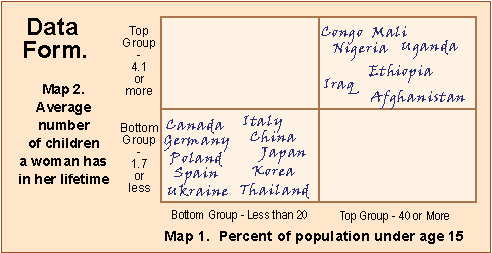 Data
Form.
Map 2.
Average
number
of children
a woman has
in her lifetime
Top
Group
-
4.1
or
more
Congo Mali
Nigeria Uganda
Ethiopia
Iraq
Afghanistan
Bottom
Group
-
1.7
or
less
Canada Italy
Germany China
Poland Japan
Spain Korea
Ukraine Thailand
Bottom Group - Less than 20
Top Group - 40 or More
Map 1. Percent of population under age 15